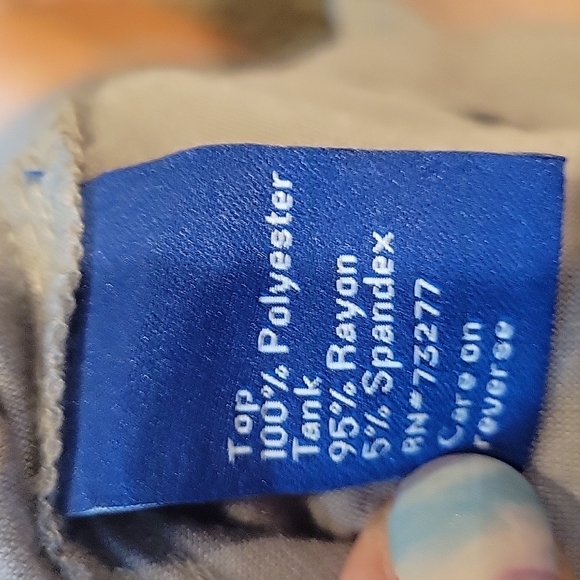 Top
100% Polyester
Tank
95% Rayon
5% Spandex
RN#73277
Care on
reverse